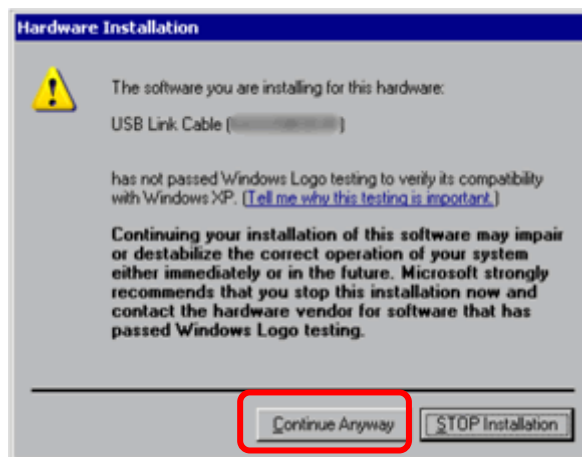 Hardware Installation
The software you are installing for this hardware:
USB Link Cable ( )
has not passed Windows Logo testing to verify its compatibility
with Windows XP. (Tell me why this testing is important.)
Continuing your installation of this software may impair
or destabilize the correct operation of your system
either immediately or in the future. Microsoft strongly
recommends that you stop this installation now and
contact the hardware vendor for software that has
passed Windows Logo testing.
Continue Anyway
STOP Installation